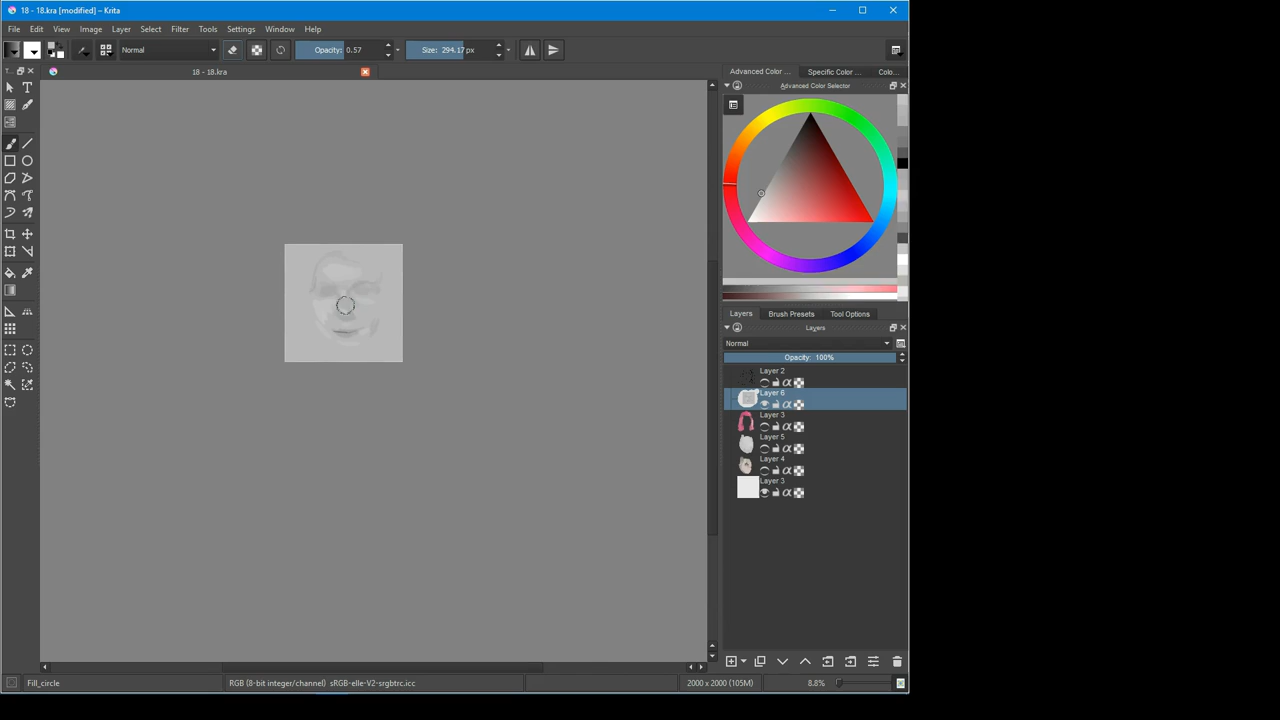 18 - 18.kra [modified] – Krita
File Edit View Image Layer Select Filter Tools Settings Window Help
Normal Opacity: 0.57 Size: 294.17 px
18 - 18.kra
Advanced Color ... Specific Color ... Colo...
Advanced Color Selector
Layers Brush Presets Tool Options
Layers
Normal
Opacity: 100%
Layer 2
Layer 6
Layer 3
Layer 5
Layer 4
Layer 3
Fill_circle RGB (8-bit integer/channel) sRGB-elle-V2-srgbtrc.icc 2000 x 2000 (105M) 8.8%